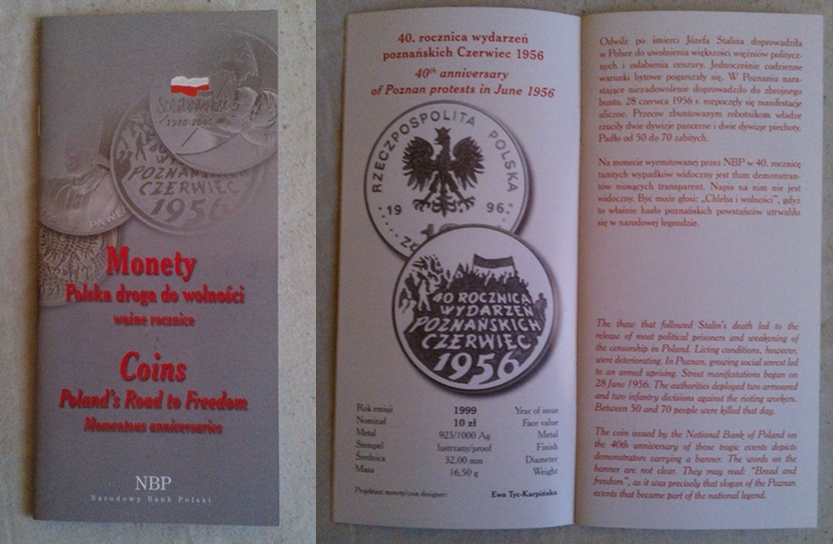 1980-2005
POZNAŃSKICH
CZERWIEC
1956
Monety
Polska droga do wolności
ważne rocznice
Coins
Poland's Road to Freedom
Momentous anniversaries
NBP
Narodowy Bank Polski
40. rocznica wydarzeń
poznańskich Czerwiec 1956
40th anniversary
of Poznan protests in June 1956
RZECZPOSPOLITA POLSKA
19 96
40 ROCZNICA
WYDARZEŃ
POZNAŃSKICH
CZERWIEC
1956
Rok emisji 1999 Year of issue
Nominał 10 zł Face value
Metal 925/1000 Ag Metal
Stempel lustrzany/proof Finish
Średnica 32,00 mm Diameter
Masa 16,50 g Weight
Projektant monety/coin designer: Ewa Tyc-Karpińska
Odwilż po śmierci Józefa Stalina doprowadziła
w Polsce do uwolnienia większości więźniów politycz-
nych i osłabienia cenzury. Jednocześnie codzienne
warunki bytowe pogarszały się. W Poznaniu nara-
stające niezadowolenie doprowadziło do zbrojnego
buntu. 28 czerwca 1956 r. rozpoczęły się manifestacje
uliczne. Przeciw zbuntowanym robotnikom władze
rzuciły dwie dywizje pancerne i dwie dywizje piechoty.
Padło od 50 do 70 zabitych.
Na monecie wyemitowanej przez NBP w 40. rocznicę
tamtych wypadków widoczny jest tłum demonstran-
tów niosących transparent. Napis na nim nie jest
widoczny. Być może głosi: „Chleba i wolności", gdyż
to właśnie hasło poznańskich powstańców utrwaliło
się w narodowej legendzie.
The thaw that followed Stalin's death led to the
release of most political prisoners and weakening of
the censorship in Poland. Living conditions, however,
were deteriorating. In Poznan, growing social unrest led
to an armed uprising. Street manifestations began on
28 June 1956. The authorities deployed two armoured
and two infantry divisions against the rioting workers.
Between 50 and 70 people were killed that day.
The coin issued by the National Bank of Poland on
the 40th anniversary of those tragic events depicts
demonstrators carrying a banner. The words on the
banner are not clear. They may read: "Bread and
freedom", as it was precisely that slogan of the Poznan
events that became part of the national legend.